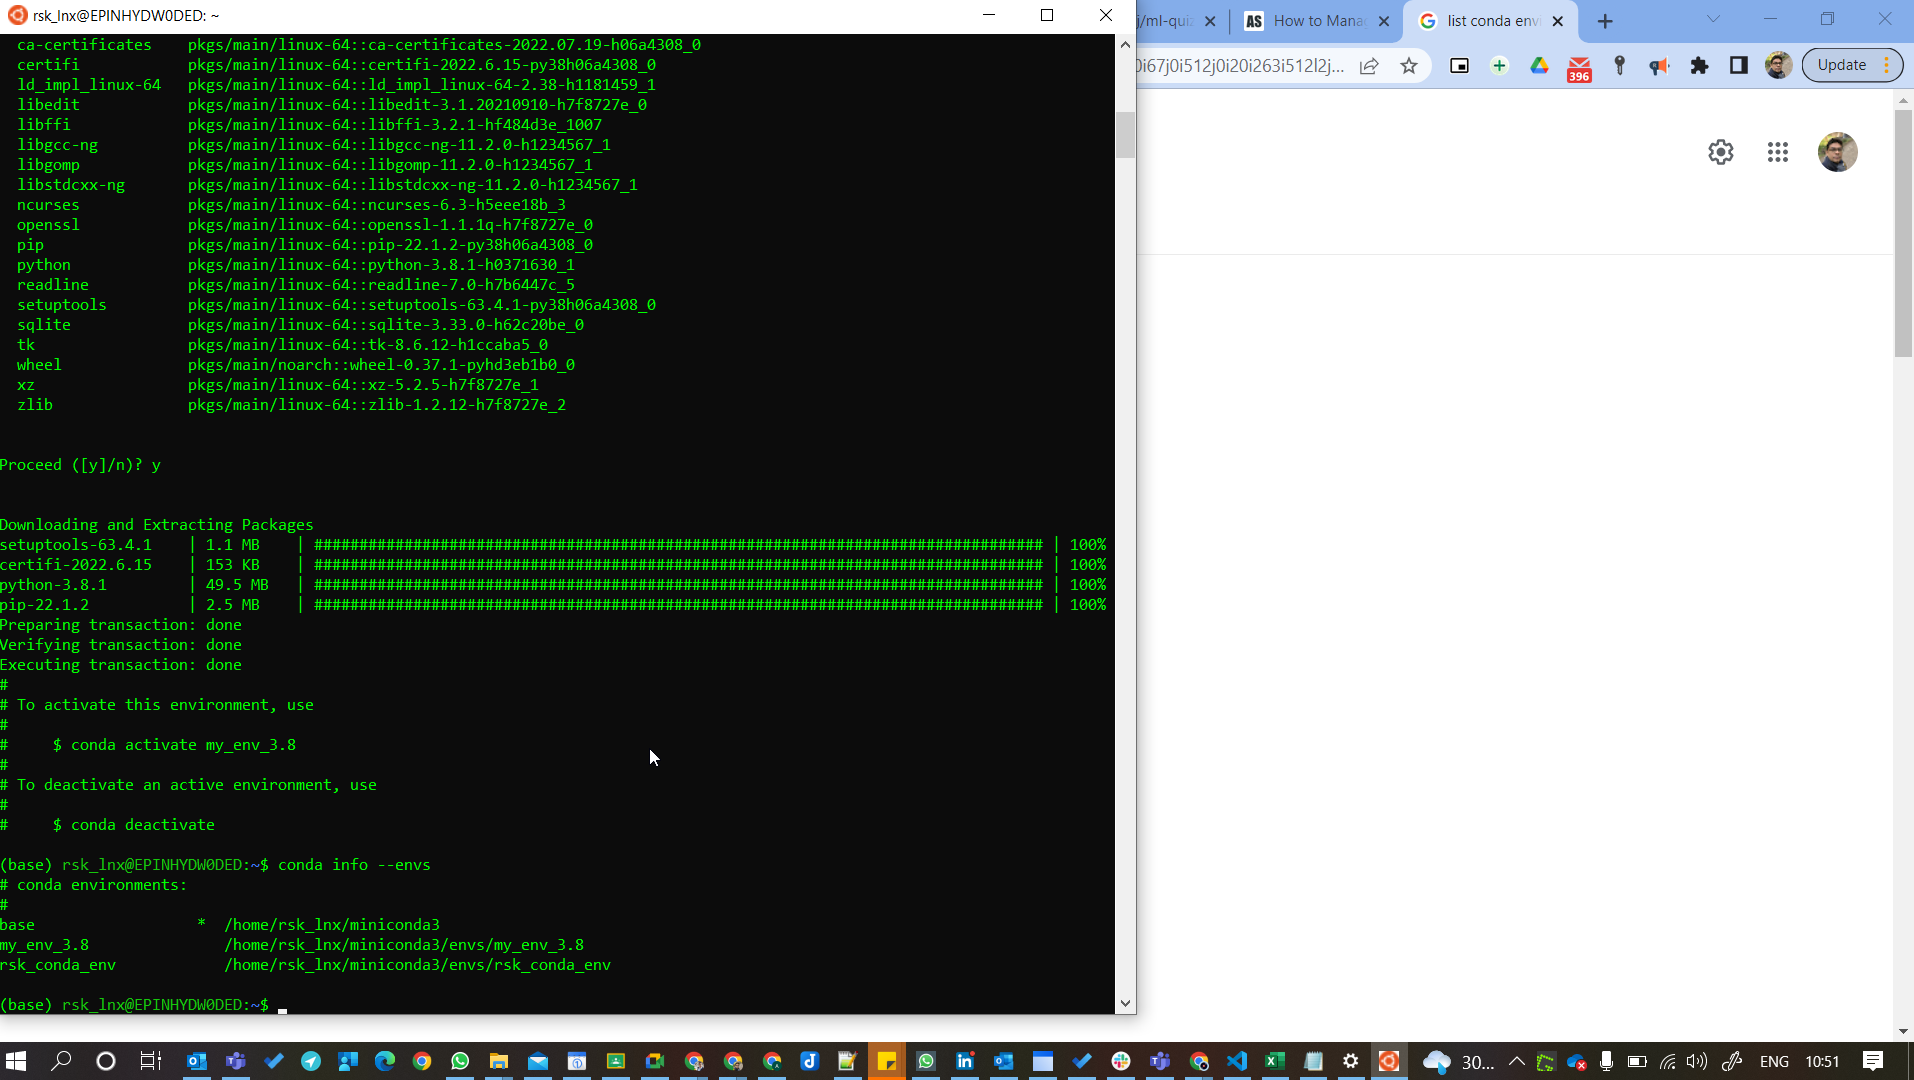 rsk_lnx@EPINHYDW0DED: ~
ca-certificates pkgs/main/linux-64::ca-certificates-2022.07.19-h06a4308_0
certifi pkgs/main/linux-64::certifi-2022.6.15-py38h06a4308_0
ld_impl_linux-64 pkgs/main/linux-64::ld_impl_linux-64-2.38-h1181459_1
libedit pkgs/main/linux-64::libedit-3.1.20210910-h7f8727e_0
libffi pkgs/main/linux-64::libffi-3.2.1-hf484d3e_1007
libgcc-ng pkgs/main/linux-64::libgcc-ng-11.2.0-h1234567_1
libgomp pkgs/main/linux-64::libgomp-11.2.0-h1234567_1
libstdcxx-ng pkgs/main/linux-64::libstdcxx-ng-11.2.0-h1234567_1
ncurses pkgs/main/linux-64::ncurses-6.3-h5eee18b_3
openssl pkgs/main/linux-64::openssl-1.1.1q-h7f8727e_0
pip pkgs/main/linux-64::pip-22.1.2-py38h06a4308_0
python pkgs/main/linux-64::python-3.8.1-h0371630_1
readline pkgs/main/linux-64::readline-7.0-h7b6447c_5
setuptools pkgs/main/linux-64::setuptools-63.4.1-py38h06a4308_0
sqlite pkgs/main/linux-64::sqlite-3.33.0-h62c20be_0
tk pkgs/main/linux-64::tk-8.6.12-h1ccaba5_0
wheel pkgs/main/noarch::wheel-0.37.1-pyhd3eb1b0_0
xz pkgs/main/linux-64::xz-5.2.5-h7f8727e_1
zlib pkgs/main/linux-64::zlib-1.2.12-h7f8727e_2
Proceed ([y]/n)? y
Downloading and Extracting Packages
setuptools-63.4.1 | 1.1 MB | ################################################################################# | 100%
certifi-2022.6.15 | 153 KB | ################################################################################# | 100%
python-3.8.1 | 49.5 MB | ################################################################################# | 100%
pip-22.1.2 | 2.5 MB | ################################################################################# | 100%
Preparing transaction: done
Verifying transaction: done
Executing transaction: done
#
# To activate this environment, use
#
# $ conda activate my_env_3.8
#
# To deactivate an active environment, use
#
# $ conda deactivate
(base) rsk_lnx@EPINHYDW0DED:~$ conda info --envs
# conda environments:
#
base * /home/rsk_lnx/miniconda3
my_env_3.8 /home/rsk_lnx/miniconda3/envs/my_env_3.8
rsk_conda_env /home/rsk_lnx/miniconda3/envs/rsk_conda_env
(base) rsk_lnx@EPINHYDW0DED:~$
j/ml-quiz
AS How to Mana
list conda env
0i67j0i512j0i20i263i512l2j...
396
Update
30...
ENG
10:51